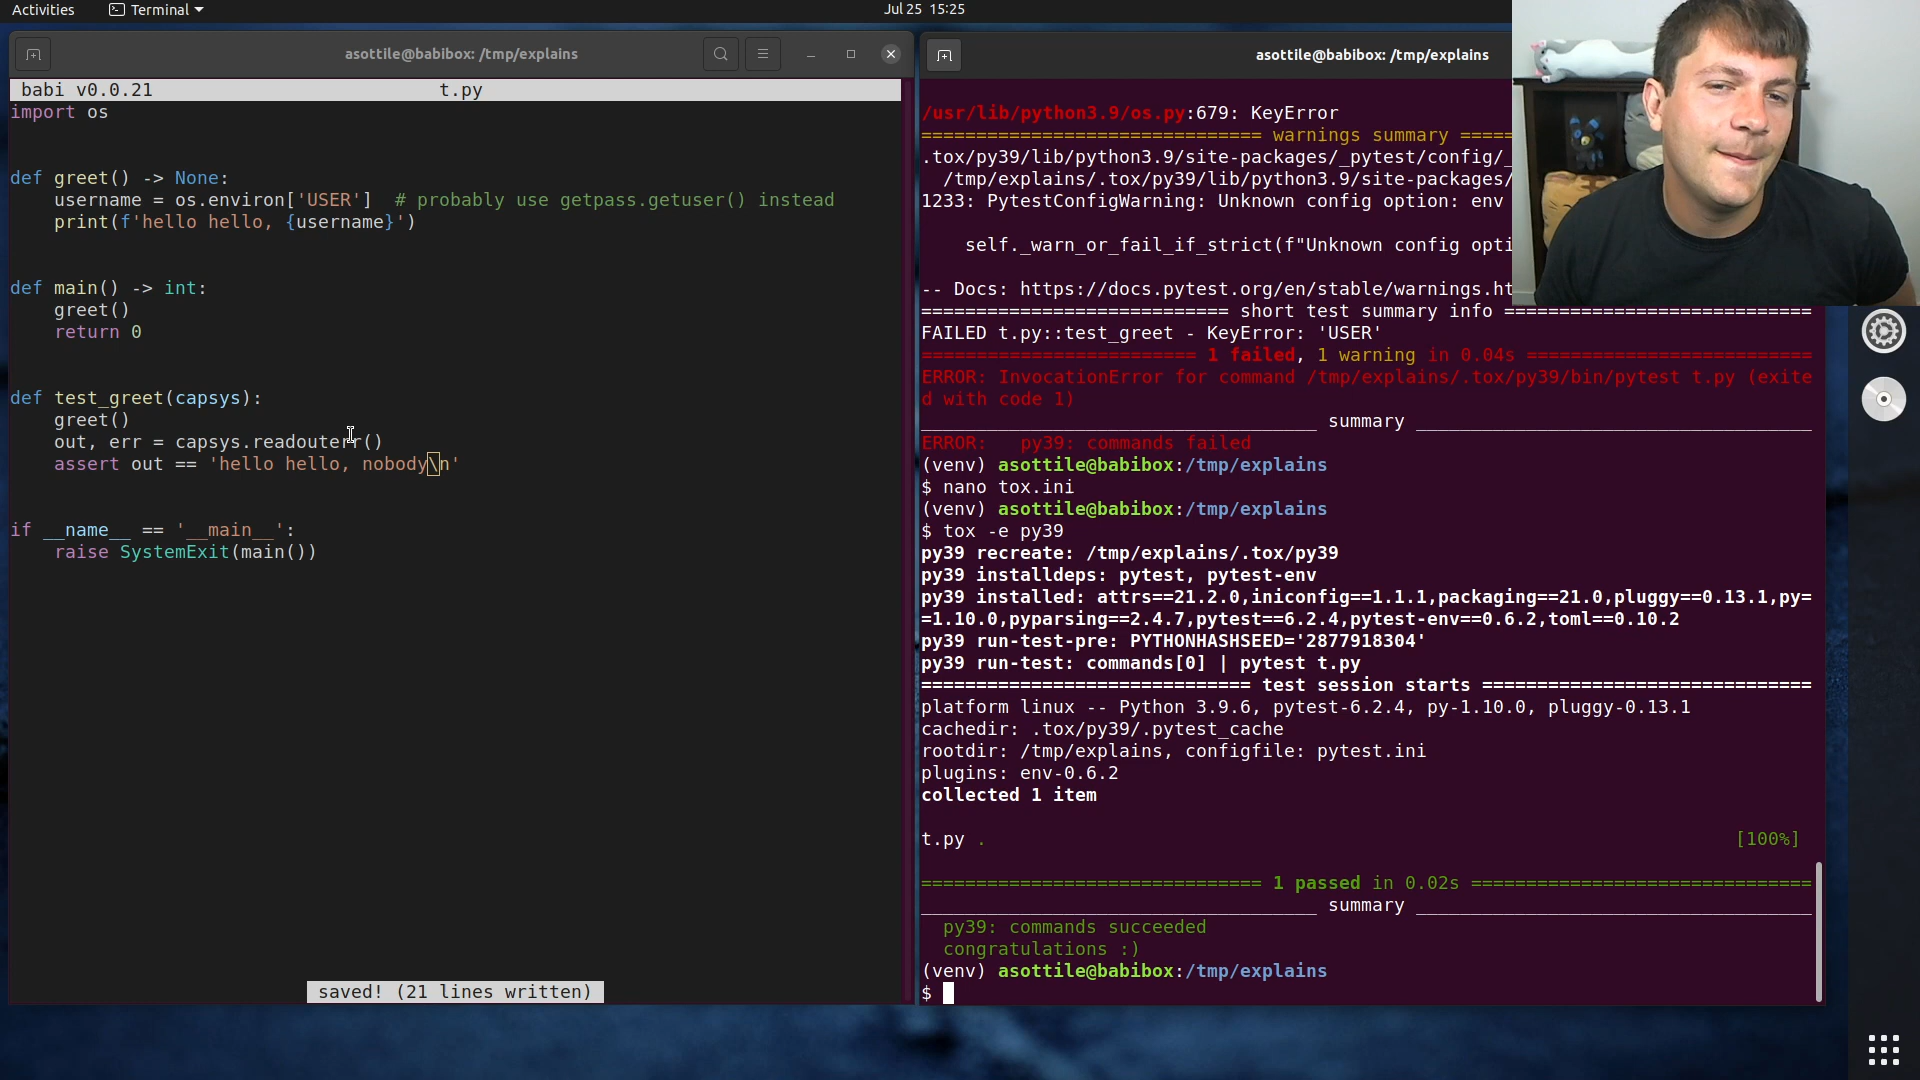 Activities
Terminal
Jul 25 15:25
asottile@babibox: /tmp/explains
babi v0.0.21 t.py
import os
def greet() -> None:
username = os.environ['USER']  # probably use getpass.getuser() instead
print(f'hello hello, {username}')
def main() -> int:
greet()
return 0
def test_greet(capsys):
greet()
out, err = capsys.readouterr()
assert out == 'hello hello, nobody\n'
if __name__ == '__main__':
raise SystemExit(main())
saved! (21 lines written)
asottile@babibox: /tmp/explains
/usr/lib/python3.9/os.py:679: KeyError
=============================== warnings summary =====
.tox/py39/lib/python3.9/site-packages/_pytest/config/_
/tmp/explains/.tox/py39/lib/python3.9/site-packages/
1233: PytestConfigWarning: Unknown config option: env
self._warn_or_fail_if_strict(f"Unknown config opti
-- Docs: https://docs.pytest.org/en/stable/warnings.ht
============================ short test summary info ============================
FAILED t.py::test_greet - KeyError: 'USER'
========================= 1 failed, 1 warning in 0.04s ==========================
ERROR: InvocationError for command /tmp/explains/.tox/py39/bin/pytest t.py (exite
d with code 1)
____________________________________ summary ____________________________________
ERROR:   py39: commands failed
(venv) asottile@babibox:/tmp/explains
$ nano tox.ini
(venv) asottile@babibox:/tmp/explains
$ tox -e py39
py39 recreate: /tmp/explains/.tox/py39
py39 installdeps: pytest, pytest-env
py39 installed: attrs==21.2.0,iniconfig==1.1.1,packaging==21.0,pluggy==0.13.1,py=
=1.10.0,pyparsing==2.4.7,pytest==6.2.4,pytest-env==0.6.2,toml==0.10.2
py39 run-test-pre: PYTHONHASHSEED='2877918304'
py39 run-test: commands[0] | pytest t.py
============================== test session starts ==============================
platform linux -- Python 3.9.6, pytest-6.2.4, py-1.10.0, pluggy-0.13.1
cachedir: .tox/py39/.pytest_cache
rootdir: /tmp/explains, configfile: pytest.ini
plugins: env-0.6.2
collected 1 item
t.py . [100%]
=============================== 1 passed in 0.02s ===============================
____________________________________ summary ____________________________________
py39: commands succeeded
congratulations :)
(venv) asottile@babibox:/tmp/explains
$